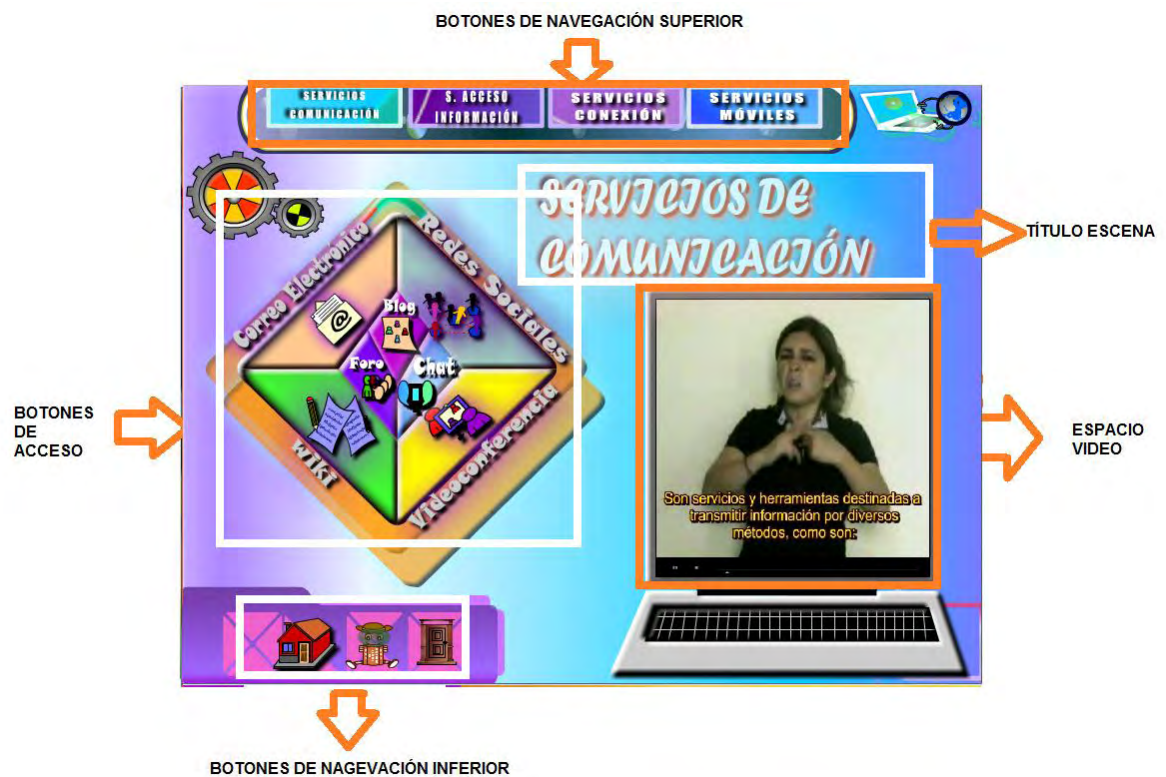 BOTONES DE NAVEGACIÓN SUPERIOR
SERVICIOS
COMUNICACIÓN
S. ACCESO
INFORMACIÓN
SERVICIOS
CONEXIÓN
SERVICIOS
MÓVILES
SERVICIOS DE
COMUNICACIÓN
TÍTULO ESCENA
Correo Electrónico
Redes Sociales
Blog
Foro
Chat
Wiki
Videoconferencia
BOTONES
DE
ACCESO
ESPACIO
VIDEO
Son servicios y herramientas destinadas a
transmitir información por diversos
métodos, como son:
BOTONES DE NAGEVACIÓN INFERIOR